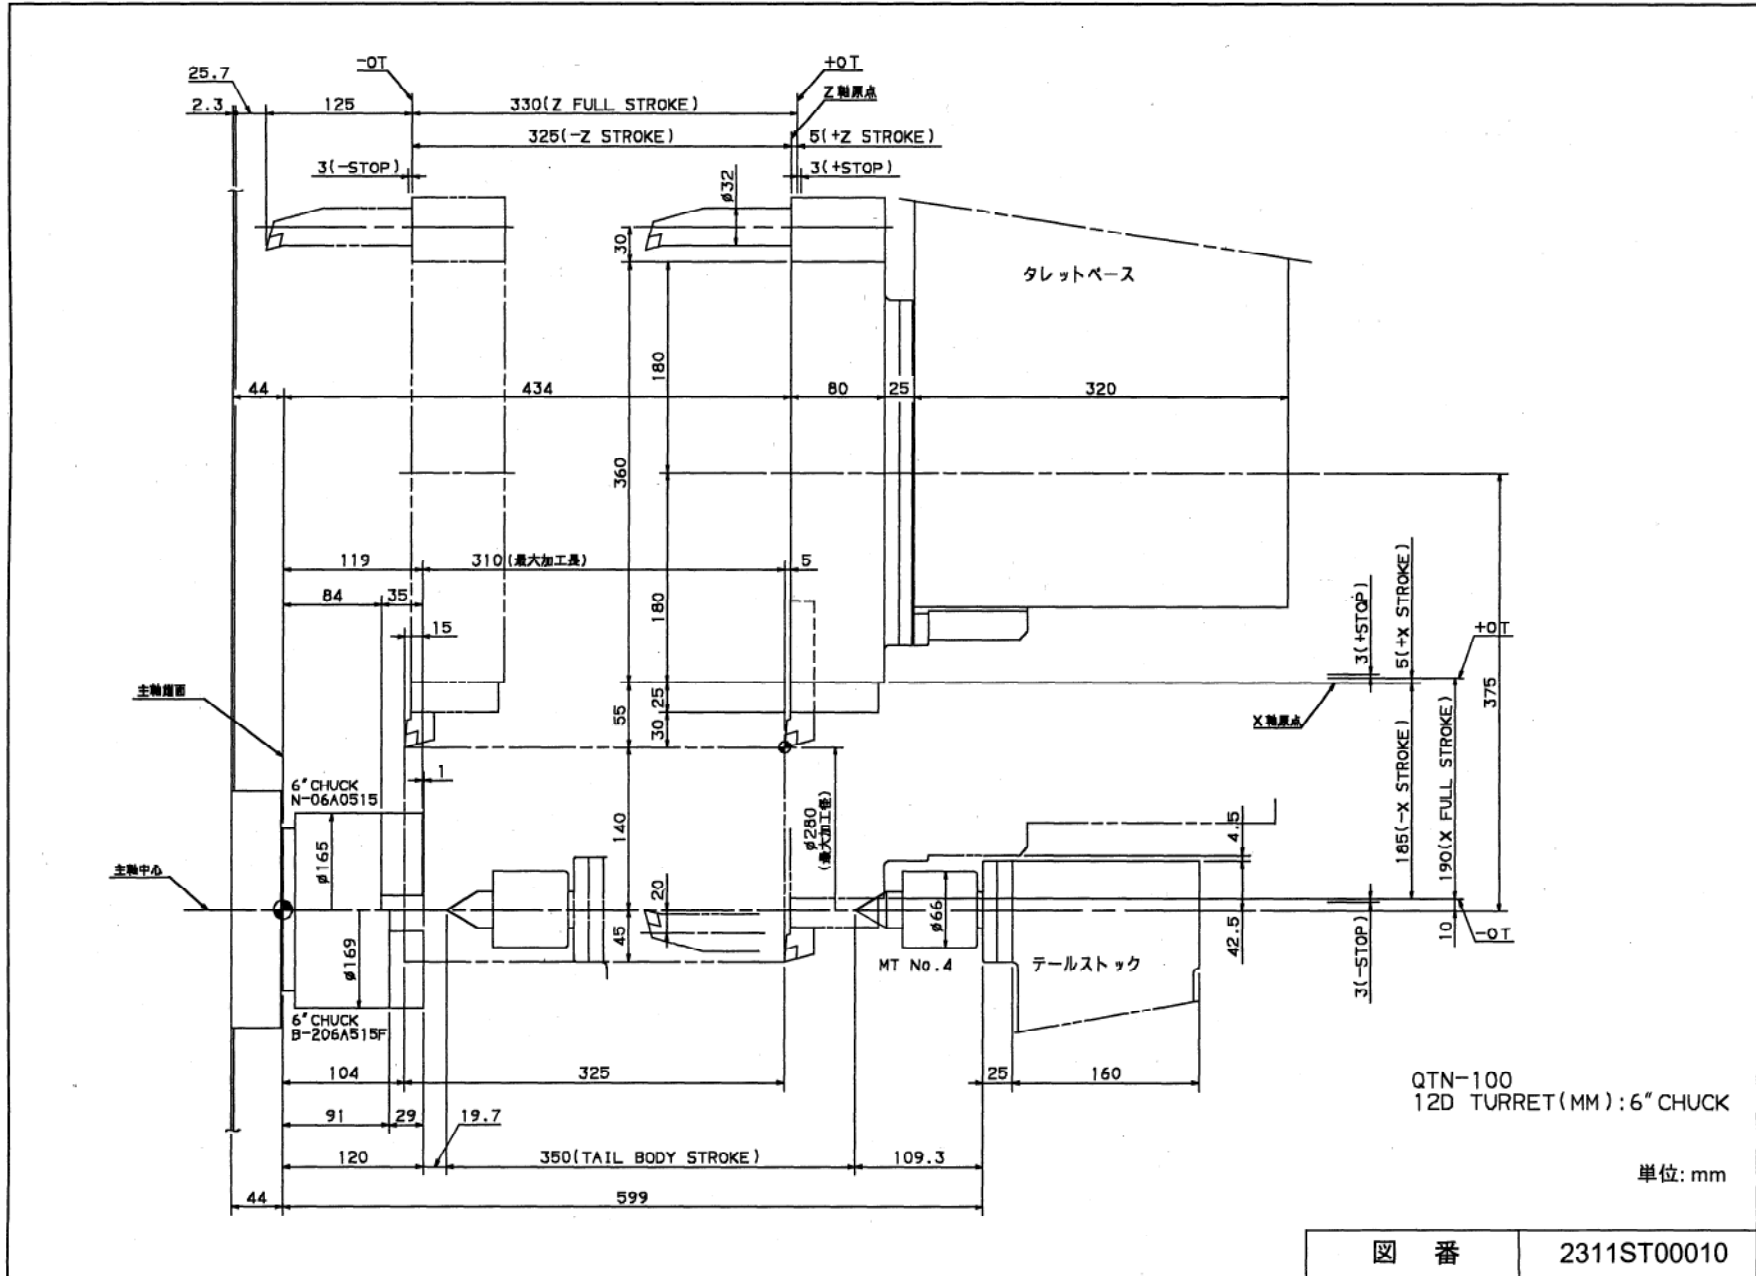 -OT
+OT
25.7
Z軸原点
2.3
125
330(Z FULL STROKE)
325(-Z STROKE)
5(+Z STROKE)
3(-STOP)
3(+STOP)
φ32
30
タレットベース
180
44
434
80
25
320
360
119
310(最大加工長)
5
84
35
180
15
3(+STOP)
5(+X STROKE)
+OT
375
主軸端面
55
25
30
X軸原点
1
6"CHUCK
N-06A0515
φ165
140
φ280
(最大加工径)
4.5
185(-X STROKE)
190(X FULL STROKE)
主軸中心
20
φ66
φ169
45
42.5
3(-STOP)
10
-OT
MT No.4
テールストック
6"CHUCK
B-206A515F
104
325
25
160
QTN-100
12D TURRET(MM):6"CHUCK
91
29
19.7
120
350(TAIL BODY STROKE)
109.3
単位: mm
44
599
図 番
2311ST00010